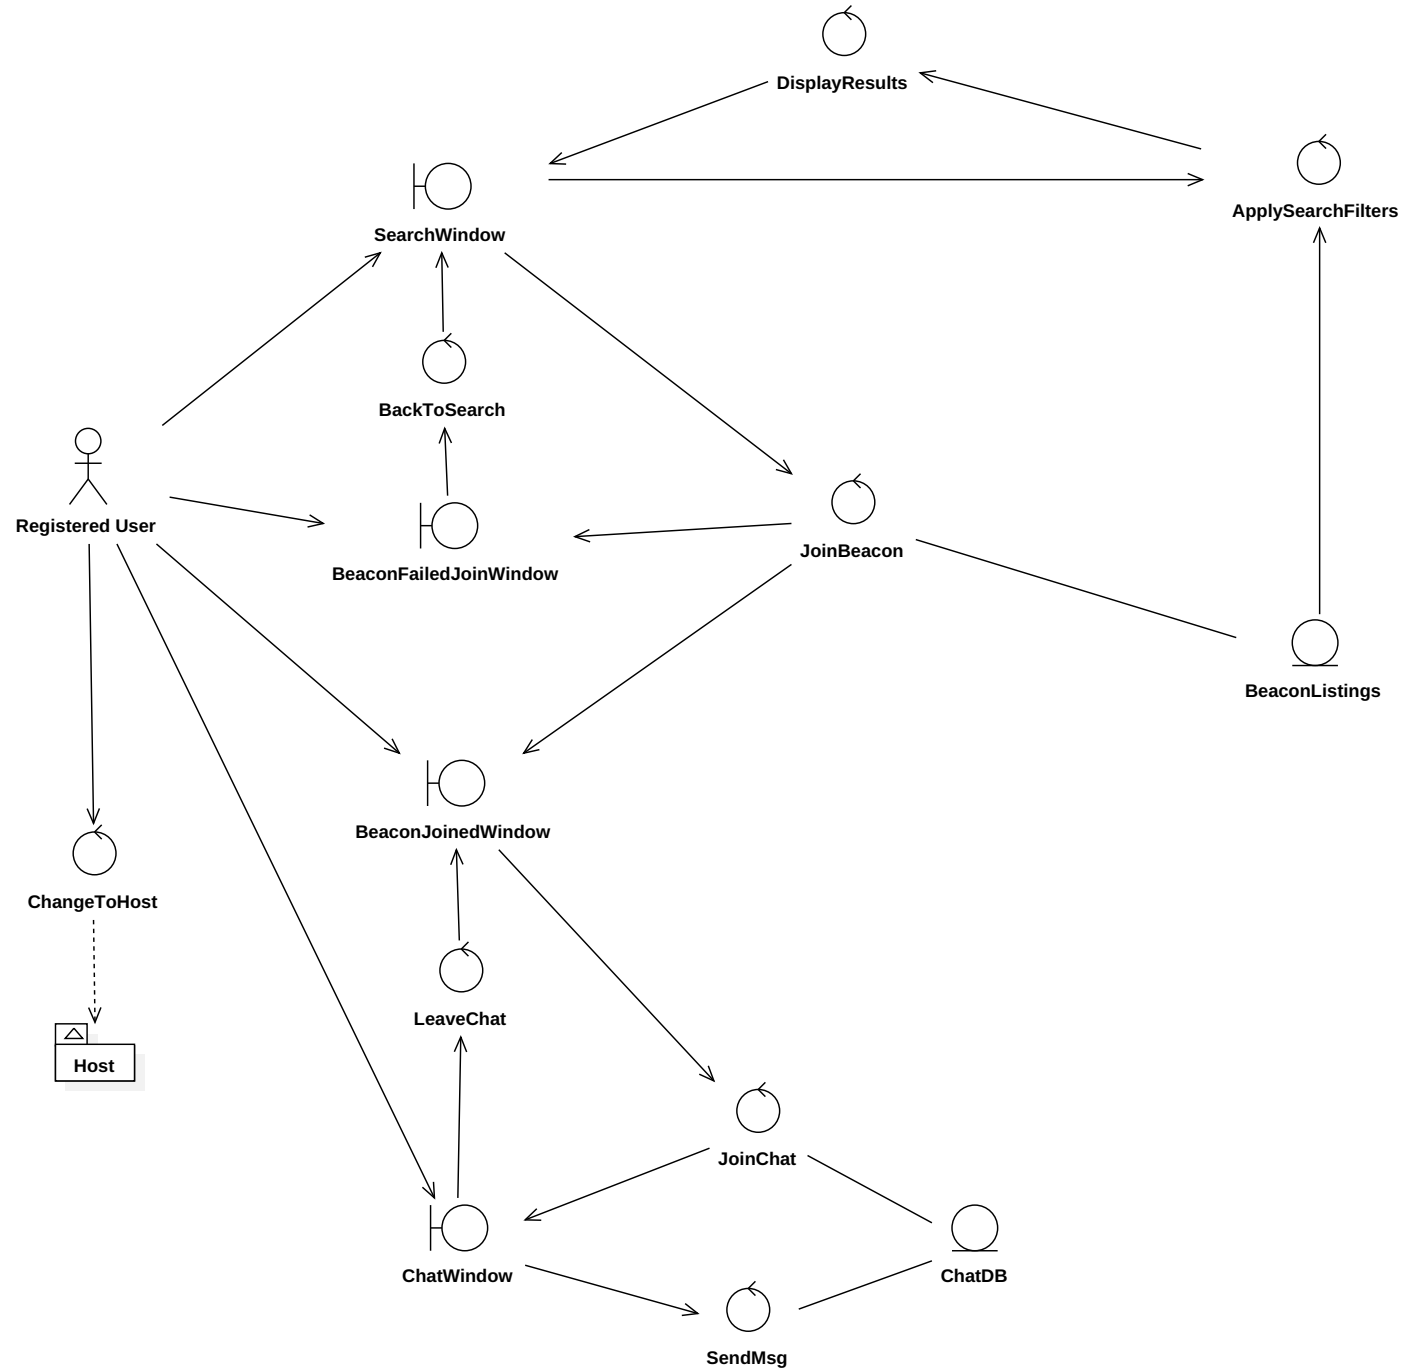 DisplayResults
ApplySearchFilters
SearchWindow
BackToSearch
Registered User
JoinBeacon
BeaconFailedJoinWindow
BeaconListings
BeaconJoinedWindow
ChangeToHost
LeaveChat
Host
JoinChat
ChatWindow
ChatDB
SendMsg